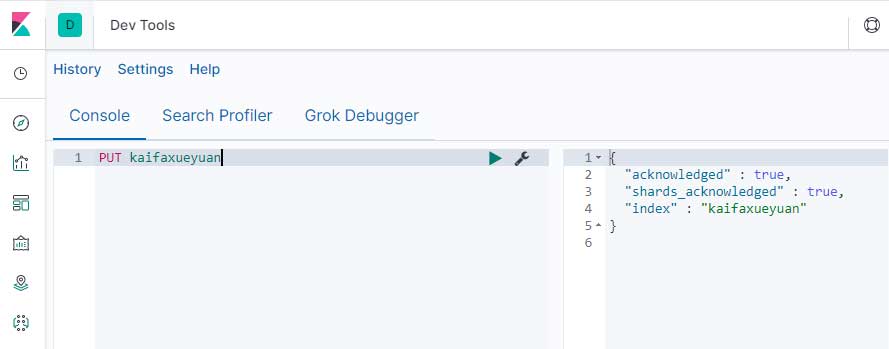 D Dev Tools
History Settings Help
Console Search Profiler Grok Debugger
1 PUT kaifaxueyuan
1 {
2 "acknowledged" : true,
3 "shards_acknowledged" : true,
4 "index" : "kaifaxueyuan"
5 }
6